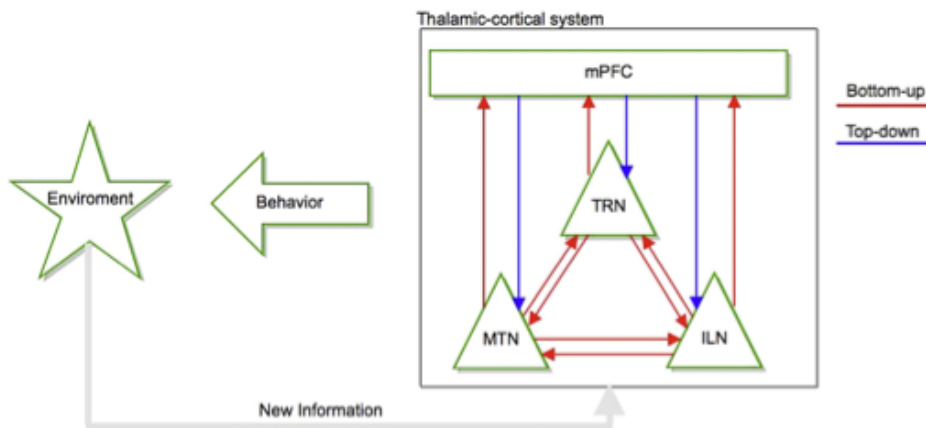 Thalamic-cortical system
mPFC
Bottom-up
Top-down
Enviroment
Behavior
TRN
MTN
ILN
New Information